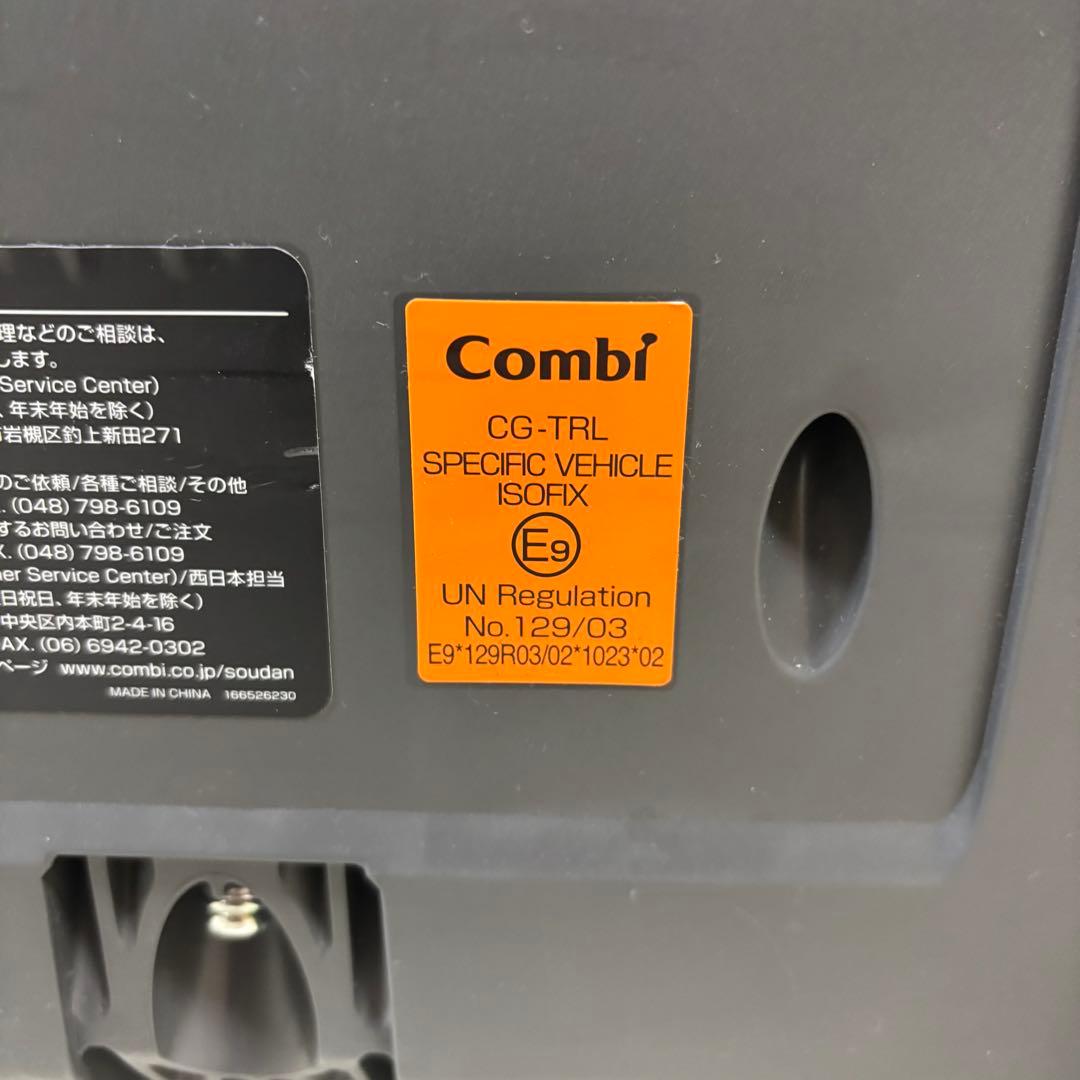 理などのご相談は、
します。
Service Center)
、年末年始を除く)
市岩槻区釣上新田271
のご依頼/各種ご相談/その他
. (048) 798-6109
するお問い合わせ/ご注文
X. (048) 798-6109
ner Service Center)/西日本担当
日祝日、年末年始を除く)
中央区内本町2-4-16
AX. (06) 6942-0302
ページ www.combi.co.jp/soudan
MADE IN CHINA 166526230
Combi
CG-TRL
SPECIFIC VEHICLE
ISOFIX
E9
UN Regulation
No.129/03
E9*129R03/02*1023*02